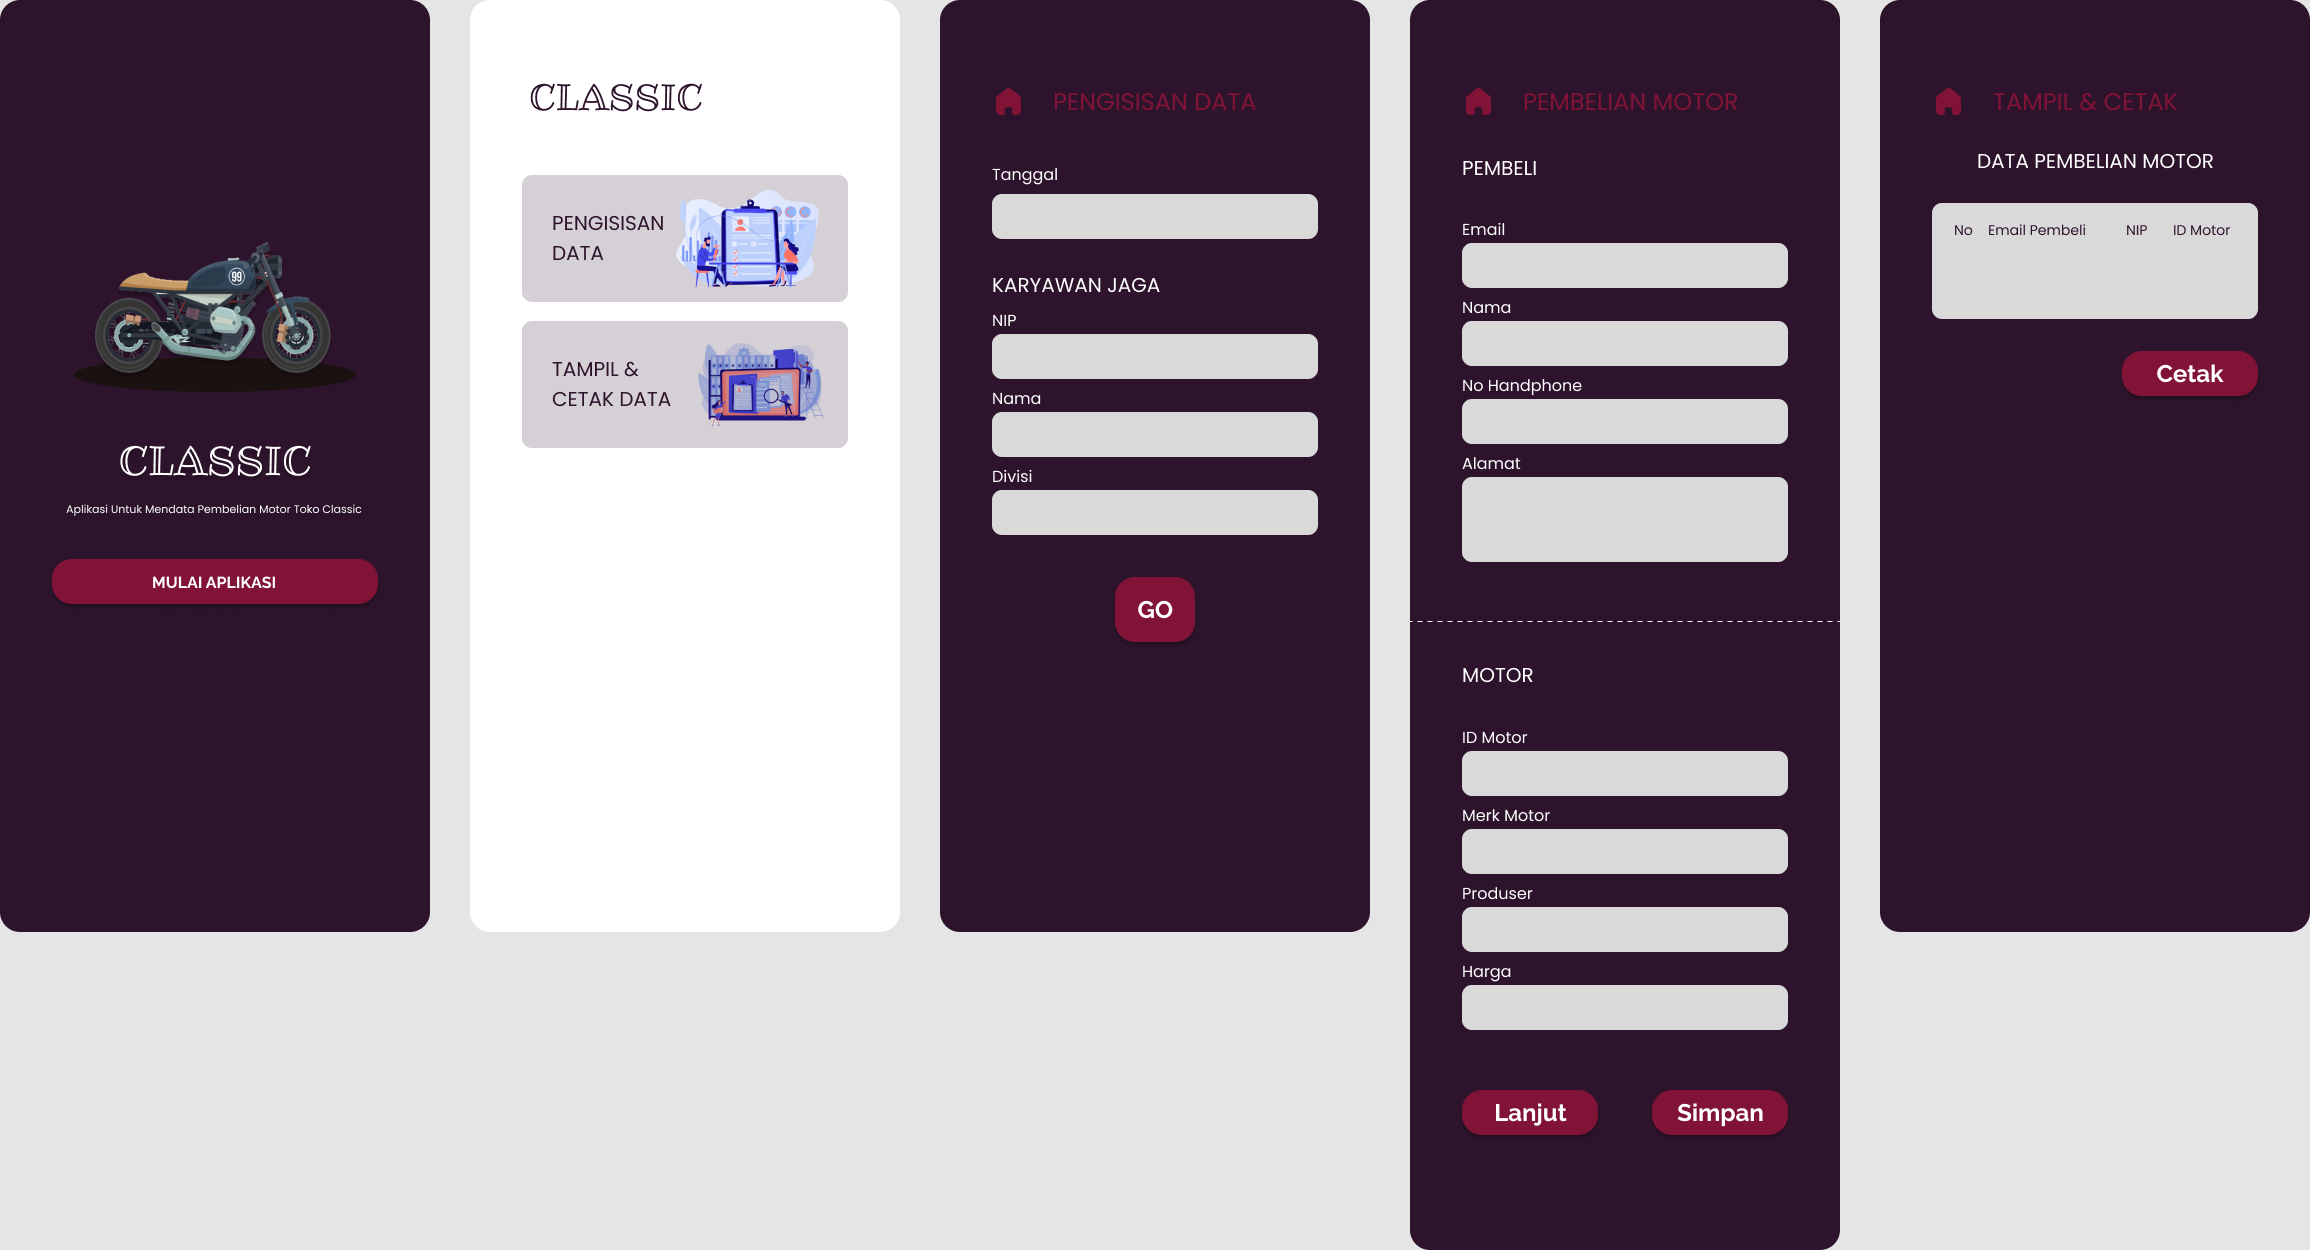 99
CLASSIC
Aplikasi Untuk Mendata Pembelian Motor Toko Classic
MULAI APLIKASI
CLASSIC
PENGISISAN
DATA
TAMPIL &
CETAK DATA
PENGISISAN DATA
Tanggal
KARYAWAN JAGA
NIP
Nama
Divisi
GO
PEMBELIAN MOTOR
PEMBELI
Email
Nama
No Handphone
Alamat
MOTOR
ID Motor
Merk Motor
Produser
Harga
Lanjut Simpan
TAMPIL & CETAK
DATA PEMBELIAN MOTOR
No Email Pembeli NIP ID Motor
Cetak